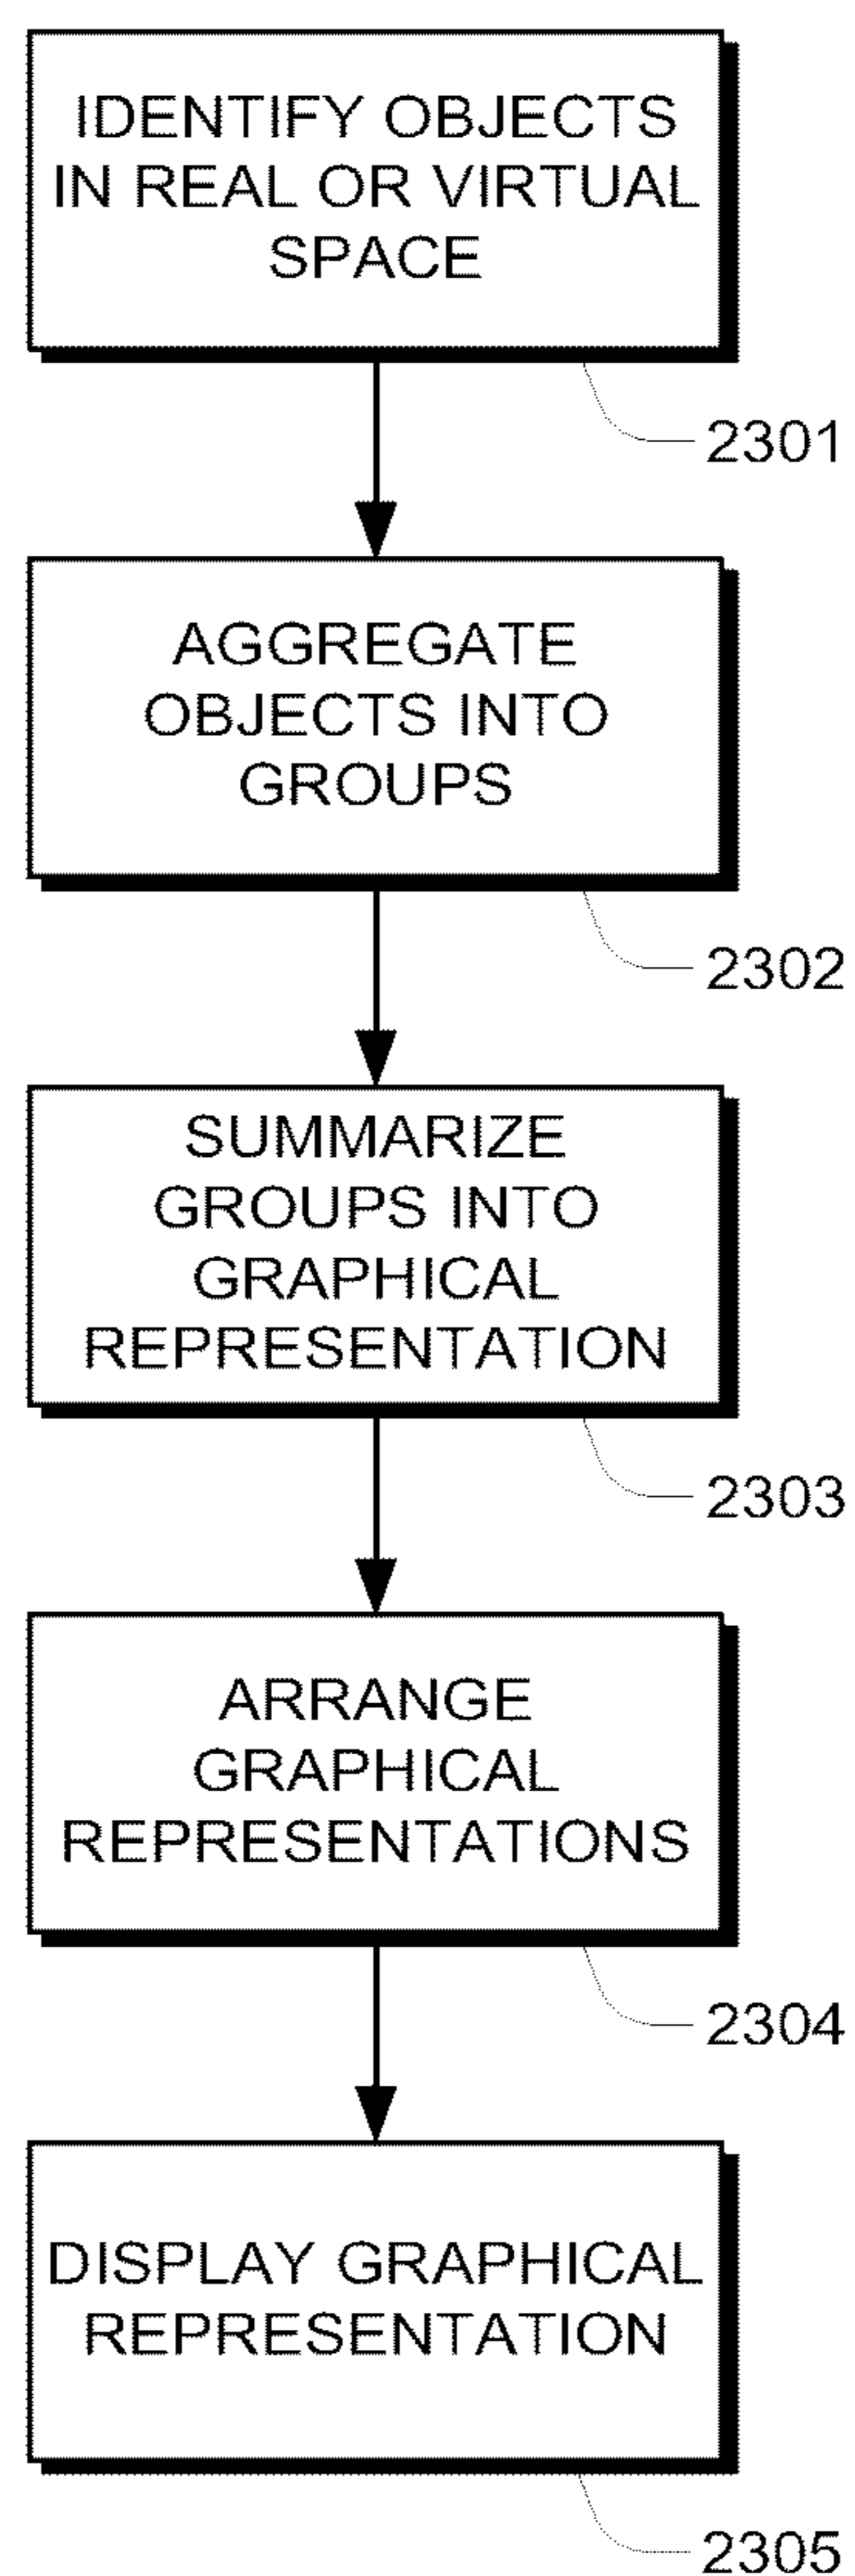 IDENTIFY OBJECTS
IN REAL OR VIRTUAL
SPACE
2301
AGGREGATE
OBJECTS INTO
GROUPS
2302
SUMMARIZE
GROUPS INTO
GRAPHICAL
REPRESENTATION
2303
ARRANGE
GRAPHICAL
REPRESENTATIONS
2304
DISPLAY GRAPHICAL
REPRESENTATION
2305